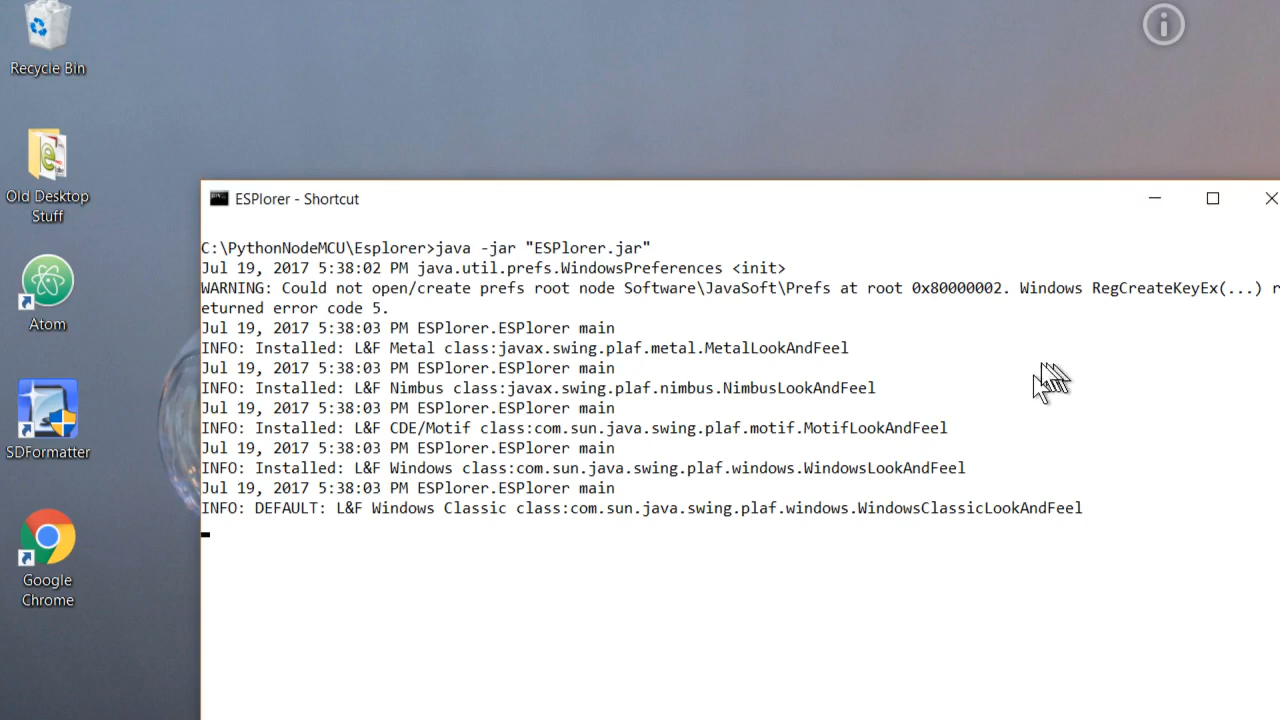 Recycle Bin
Old Desktop
Stuff
Atom
SDFormatter
Google
Chrome
ESPlorer - Shortcut
C:\PythonNodeMCU\Esplorer>java -jar "ESPlorer.jar"
Jul 19, 2017 5:38:02 PM java.util.prefs.WindowsPreferences <init>
WARNING: Could not open/create prefs root node Software\JavaSoft\Prefs at root 0x80000002. Windows RegCreateKeyEx(...) r
eturned error code 5.
Jul 19, 2017 5:38:03 PM ESPlorer.ESPlorer main
INFO: Installed: L&F Metal class:javax.swing.plaf.metal.MetalLookAndFeel
Jul 19, 2017 5:38:03 PM ESPlorer.ESPlorer main
INFO: Installed: L&F Nimbus class:javax.swing.plaf.nimbus.NimbusLookAndFeel
Jul 19, 2017 5:38:03 PM ESPlorer.ESPlorer main
INFO: Installed: L&F CDE/Motif class:com.sun.java.swing.plaf.motif.MotifLookAndFeel
Jul 19, 2017 5:38:03 PM ESPlorer.ESPlorer main
INFO: Installed: L&F Windows class:com.sun.java.swing.plaf.windows.WindowsLookAndFeel
Jul 19, 2017 5:38:03 PM ESPlorer.ESPlorer main
INFO: DEFAULT: L&F Windows Classic class:com.sun.java.swing.plaf.windows.WindowsClassicLookAndFeel